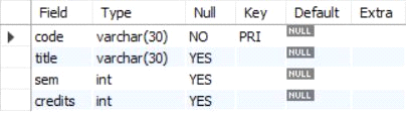 Field Type Null Key Default Extra
code varchar(30) NO PRI NULL
title varchar(30) YES NULL
sem int YES NULL
credits int YES NULL